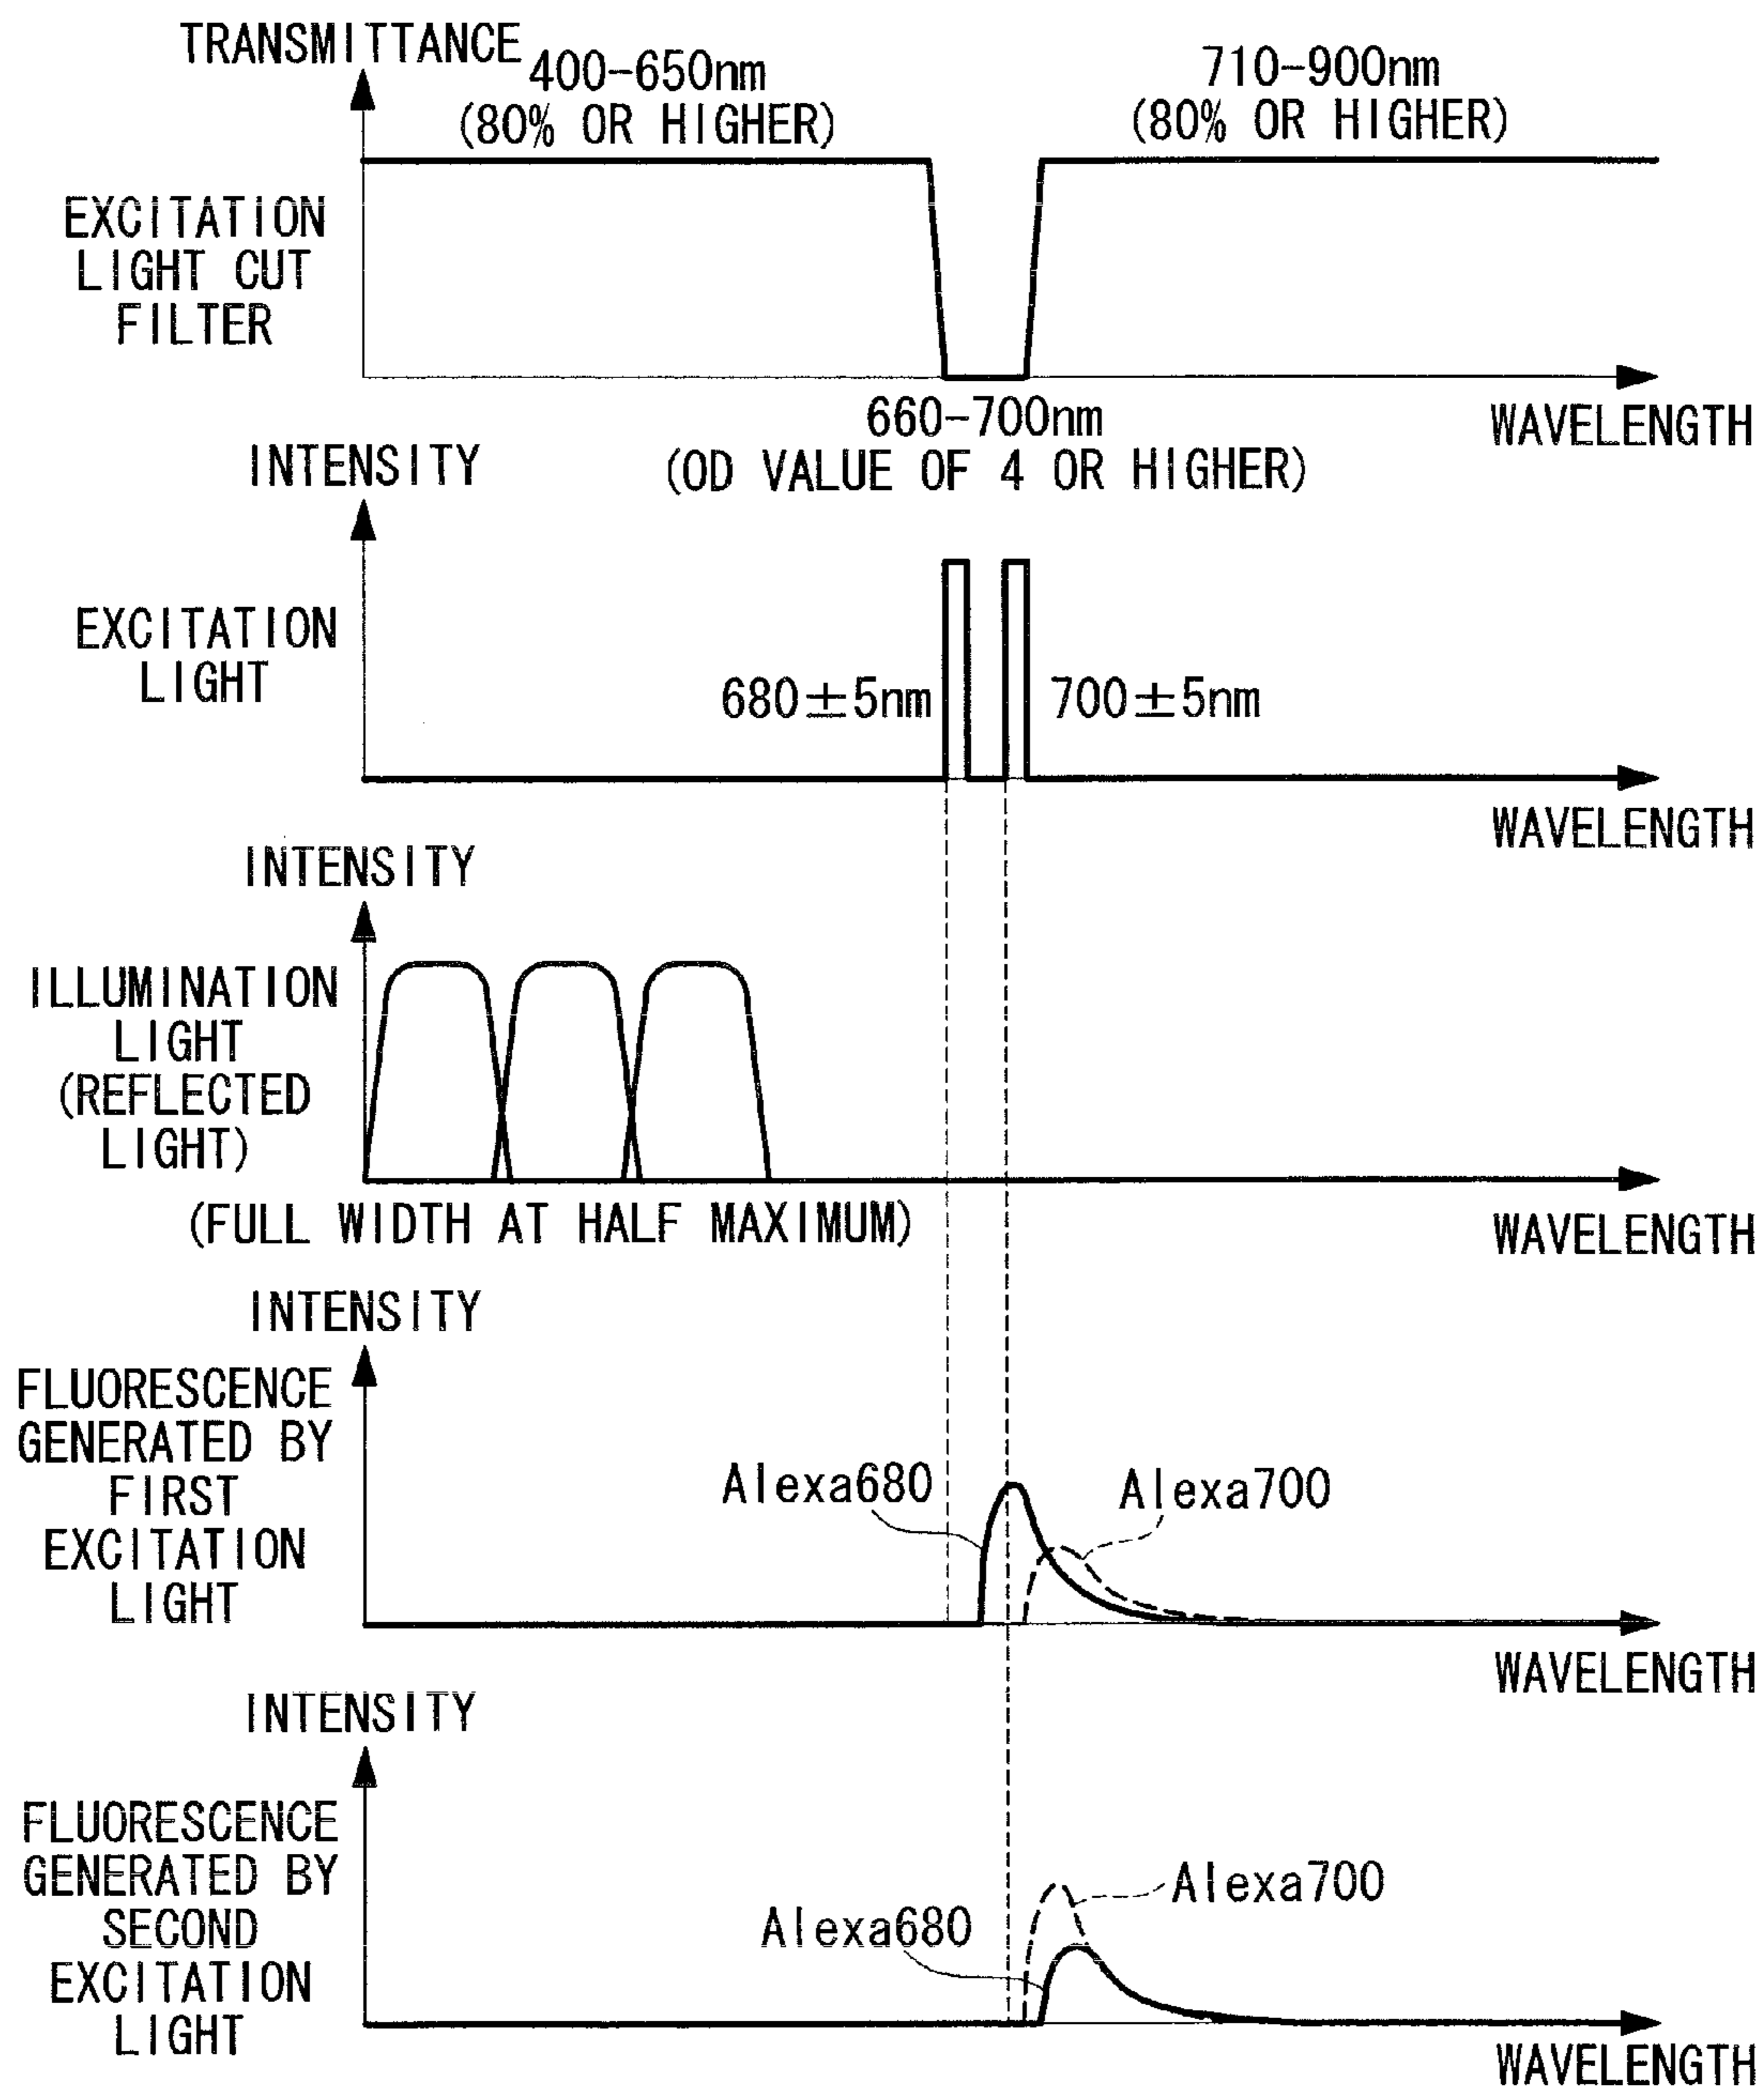 TRANSMITTANCE
400-650nm
(80% OR HIGHER)
710-900nm
(80% OR HIGHER)
EXCITATION
LIGHT CUT
FILTER
660-700nm
(OD VALUE OF 4 OR HIGHER)
WAVELENGTH
INTENSITY
EXCITATION
LIGHT
680±5nm
700±5nm
WAVELENGTH
INTENSITY
ILLUMINATION
LIGHT
(REFLECTED
LIGHT)
(FULL WIDTH AT HALF MAXIMUM)
WAVELENGTH
INTENSITY
FLUORESCENCE
GENERATED BY
FIRST
EXCITATION
LIGHT
Alexa680
Alexa700
WAVELENGTH
INTENSITY
FLUORESCENCE
GENERATED BY
SECOND
EXCITATION
LIGHT
Alexa680
Alexa700
WAVELENGTH